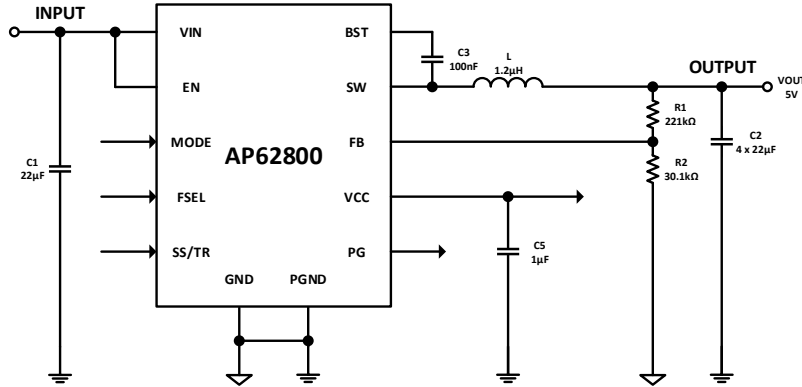 INPUT
VIN
EN
MODE
FSEL
SS/TR
AP62800
GND
PGND
BST
SW
FB
VCC
PG
C1
22µF
C3
100nF
L
1.2µH
OUTPUT
VOUT
5V
R1
221kΩ
R2
30.1kΩ
C2
4 x 22µF
C5
1µF